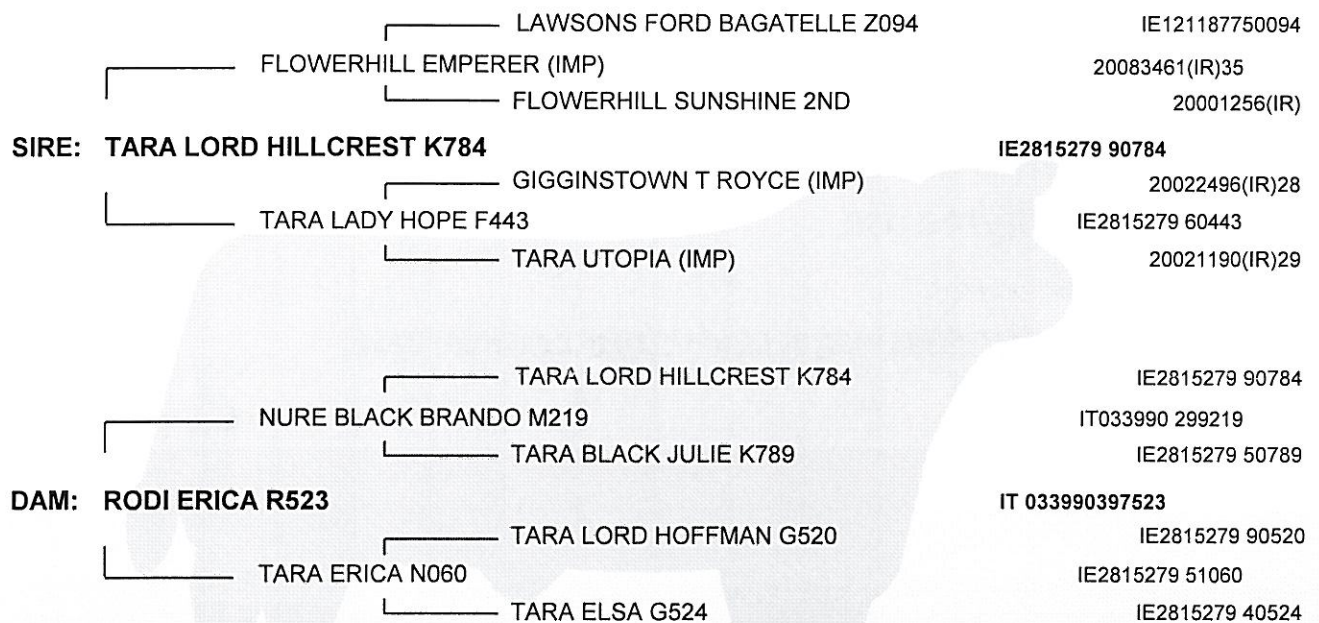 LAWSONS FORD BAGATELLE Z094 IE121187750094
FLOWERHILL EMPERER (IMP) 20083461(IR)35
FLOWERHILL SUNSHINE 2ND 20001256(IR)
SIRE: TARA LORD HILLCREST K784 IE2815279 90784
GIGGINSTOWN T ROYCE (IMP) 20022496(IR)28
TARA LADY HOPE F443 IE2815279 60443
TARA UTOPIA (IMP) 20021190(IR)29
TARA LORD HILLCREST K784 IE2815279 90784
NURE BLACK BRANDO M219 IT033990 299219
TARA BLACK JULIE K789 IE2815279 50789
DAM: RODI ERICA R523 IT 033990397523
TARA LORD HOFFMAN G520 IE2815279 90520
TARA ERICA N060 IE2815279 51060
TARA ELSA G524 IE2815279 40524